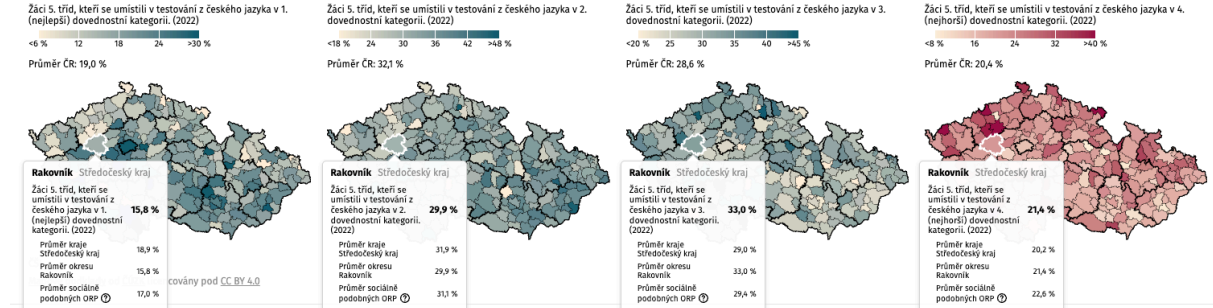 Žáci 5. tříd, kteří se umístili v testování z českého jazyka v 1.
(nejlepší) dovednostní kategorii. (2022)
<6 % 12 18 24 >30 %
Průměr ČR: 19,0 %
Rakovník Středočeský kraj
Žáci 5. tříd, kteří se
umístili v testování z
českého jazyka v 1. 15,8 %
(nejlepší) dovednostní
kategorii. (2022)
Průměr kraje
Středočeský kraj 18,9 %
Průměr okresu
Rakovník 15,8 %
Průměr sociálně
podobných ORP ? 17,0 %
covány pod CC BY 4.0
Žáci 5. tříd, kteří se umístili v testování z českého jazyka v 2.
dovednostní kategorii. (2022)
<18 % 24 30 36 42 >48 %
Průměr ČR: 32,1 %
Rakovník Středočeský kraj
Žáci 5. tříd, kteří se
umístili v testování z
českého jazyka v 2. 29,9 %
dovednostní kategorii.
(2022)
Průměr kraje
Středočeský kraj 31,9 %
Průměr okresu
Rakovník 29,9 %
Průměr sociálně
podobných ORP ? 31,1 %
Žáci 5. tříd, kteří se umístili v testování z českého jazyka v 3.
dovednostní kategorii. (2022)
<20 % 25 30 35 40 >45 %
Průměr ČR: 28,6 %
Rakovník Středočeský kraj
Žáci 5. tříd, kteří se
umístili v testování z
českého jazyka v 3. 33,0 %
dovednostní kategorii.
(2022)
Průměr kraje
Středočeský kraj 29,0 %
Průměr okresu
Rakovník 33,0 %
Průměr sociálně
podobných ORP ? 29,4 %
Žáci 5. tříd, kteří se umístili v testování z českého jazyka v 4.
(nejhorší) dovednostní kategorii. (2022)
<8 % 16 24 32 >40 %
Průměr ČR: 20,4 %
Rakovník Středočeský kraj
Žáci 5. tříd, kteří se
umístili v testování z
českého jazyka v 4. 21,4 %
(nejhorší) dovednostní
kategorii. (2022)
Průměr kraje
Středočeský kraj 20,2 %
Průměr okresu
Rakovník 21,4 %
Průměr sociálně
podobných ORP ? 22,6 %